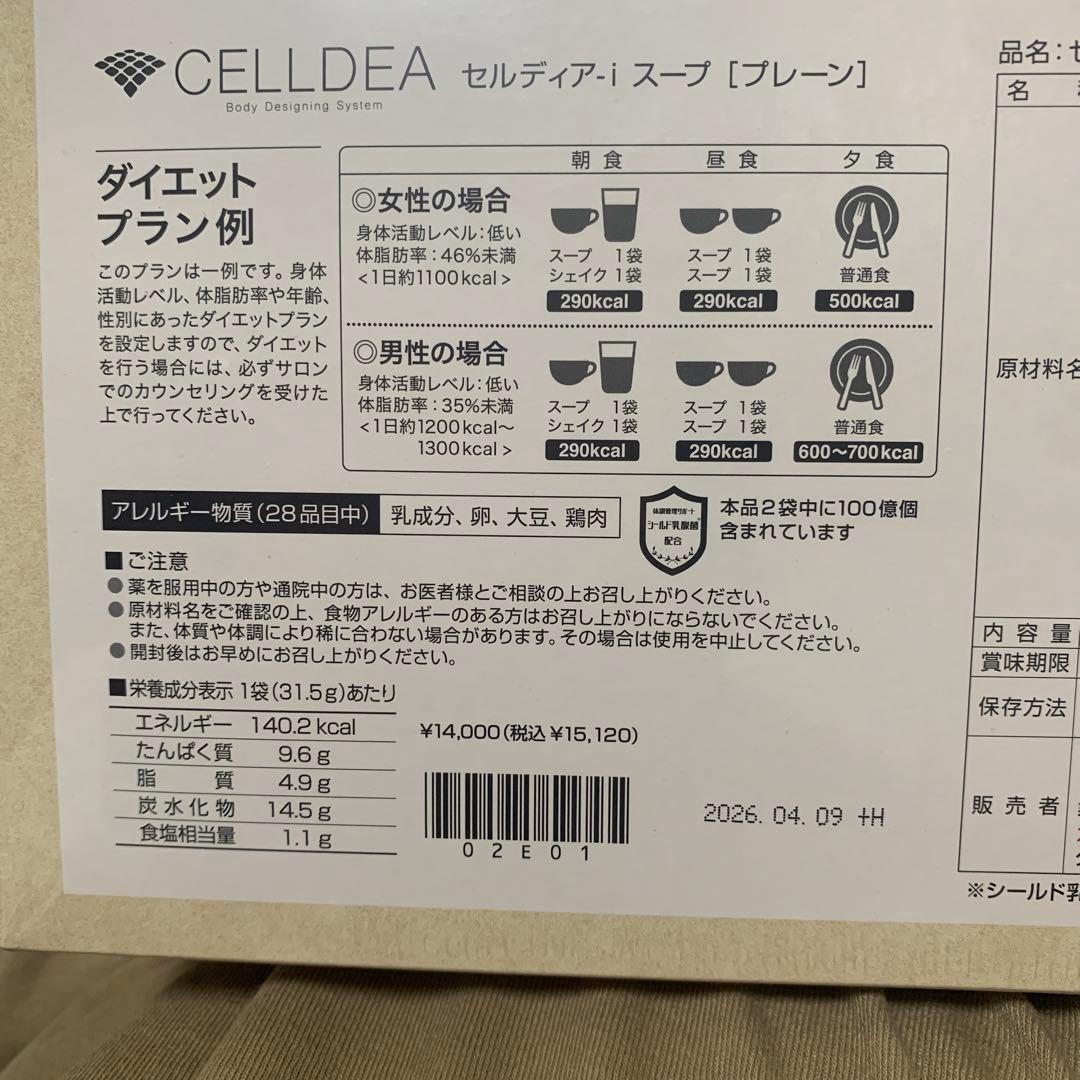 CELLDEA セルディア-i スープ [プレーン]
Body Designing System
ダイエット
プラン例
このプランは一例です。身体
活動レベル、体脂肪率や年齢、
性別にあったダイエットプラン
を設定しますので、ダイエット
を行う場合には、必ずサロン
でのカウンセリングを受けた
上で行ってください。
朝食 昼食 夕食
◎女性の場合
身体活動レベル:低い
体脂肪率:46%未満
<1日約1100kcal>
スープ 1袋
シェイク 1袋
290kcal
スープ 1袋
スープ 1袋
290kcal
普通食
500kcal
◎男性の場合
身体活動レベル:低い
体脂肪率:35%未満
<1日約1200kcal~
1300kcal>
スープ 1袋
シェイク 1袋
290kcal
スープ 1袋
スープ 1袋
290kcal
普通食
600~700kcal
アレルギー物質(28品目中) 乳成分、卵、大豆、鶏肉
体調管理サポート
シールド乳酸菌®
配合
本品2袋中に100億個
含まれています
■ご注意
●薬を服用中の方や通院中の方は、お医者様とご相談の上お召し上がりください。
●原材料名をご確認の上、食物アレルギーのある方はお召し上がりにならないでください。
また、体質や体調により稀に合わない場合があります。その場合は使用を中止してください。
●開封後はお早めにお召し上がりください。
■栄養成分表示 1袋(31.5g)あたり
エネルギー 140.2kcal
たんぱく質 9.6g
脂質 4.9g
炭水化物 14.5g
食塩相当量 1.1g
¥14,000(税込¥15,120)
02E01
2026.04.09 +H
品名:セ
名
原材料名
内容量
賞味期限
保存方法
販売者
※シールド乳